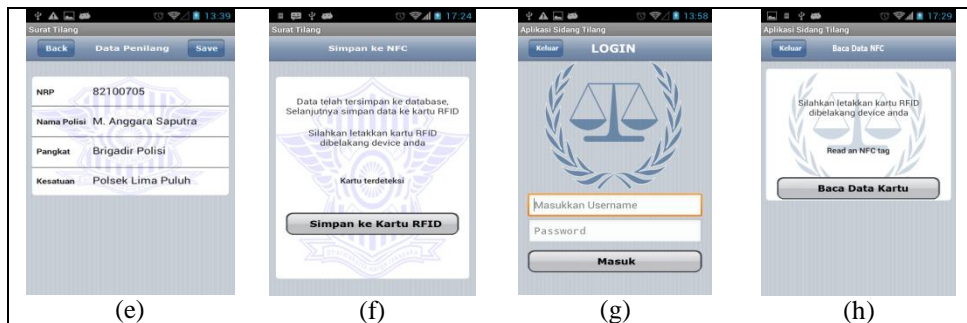 13:39
Surat Tilang
Back Data Penilang Save
NRP 82100705
Nama Polisi M. Anggara Saputra
Pangkat Brigadir Polisi
Kesatuan Polsek Lima Puluh
(e)
17:24
Surat Tilang
Simpan ke NFC
Data telah tersimpan ke database,
Selanjutnya simpan data ke kartu RFID
Silahkan letakkan kartu RFID
dibelakang device anda
Kartu terdeteksi
Simpan ke Kartu RFID
(f)
13:58
Aplikasi Sidang Tilang
Keluar LOGIN
Masukkan Username
Password
Masuk
(g)
17:29
Aplikasi Sidang Tilang
Keluar Baca Data NFC
Silahkan letakkan kartu RFID
dibelakang device anda
Read an NFC tag
Baca Data Kartu
(h)